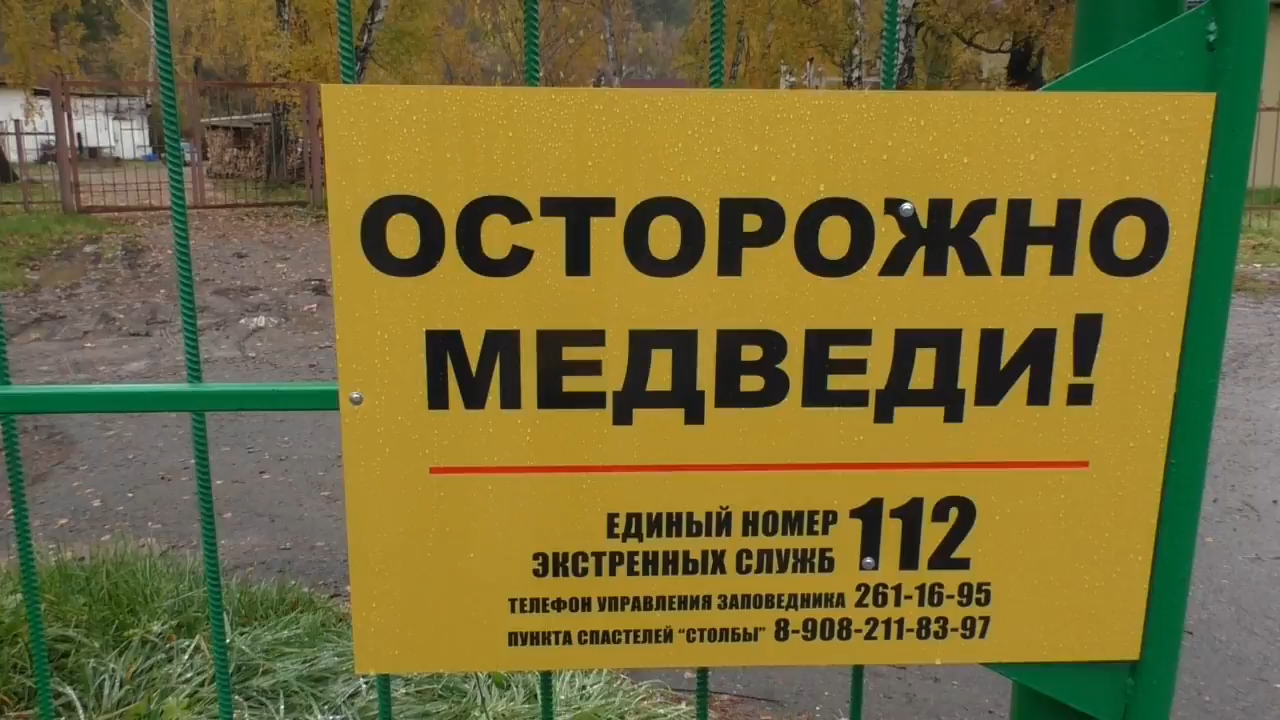 ОСТОРОЖНО
МЕДВЕДИ!
ЕДИНЫЙ НОМЕР
ЭКСТРЕННЫХ СЛУЖБ 112
ТЕЛЕФОН УПРАВЛЕНИЯ ЗАПОВЕДНИКА 261-16-95
ПУНКТА СПАСТЕЛЕЙ "СТОЛБЫ" 8-908-211-83-97